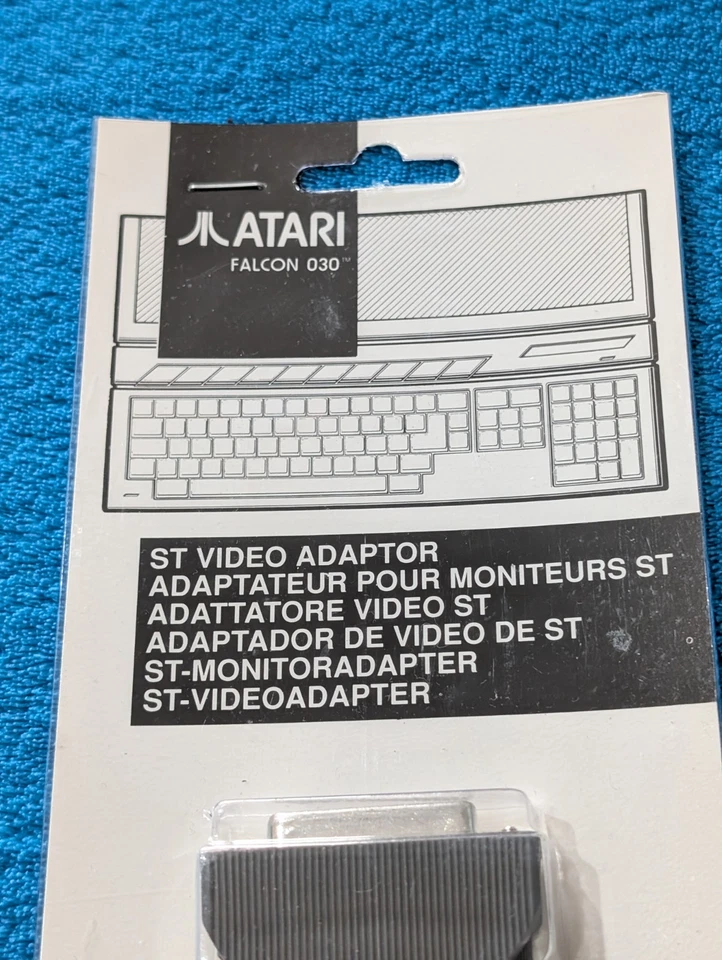 ATARI
FALCON 030™
ST VIDEO ADAPTOR
ADAPTATEUR POUR MONITEURS ST
ADATTATORE VIDEO ST
ADAPTADOR DE VIDEO DE ST
ST-MONITORADAPTER
ST-VIDEOADAPTER